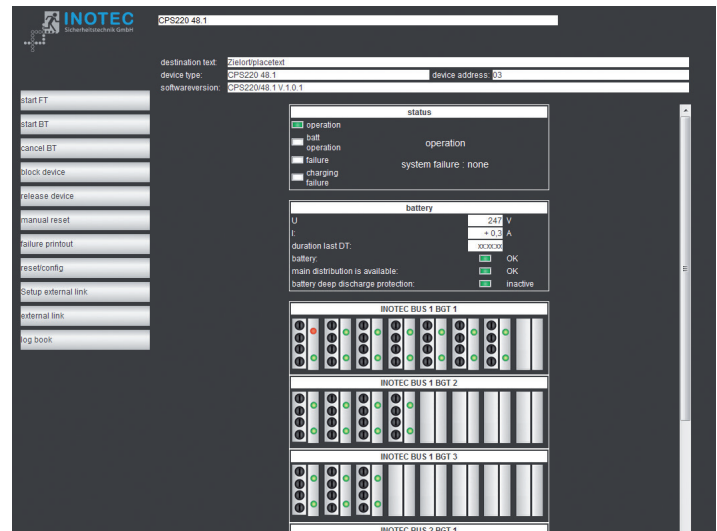 INOTEC
Sicherheitstechnik GmbH
CPS220 48.1
destination text: Zielort/placetext
device type: CPS220 48.1 device address: 03
softwareversion: CPS220/48.1 V.1.0.1
start FT
start BT
cancel BT
block device
release device
manual reset
failure printout
reset/config
Setup external link
external link
log book
status
operation
batt
operation
operation
failure
system failure : none
charging
failure
battery
U 247 V
I: + 0,3 A
duration last DT: xx:xx:xx
battery: OK
main distribution is available: OK
battery deep discharge protection: inactive
INOTEC BUS 1 BGT 1
INOTEC BUS 1 BGT 2
INOTEC BUS 1 BGT 3
INOTEC BUS 2 BGT 1